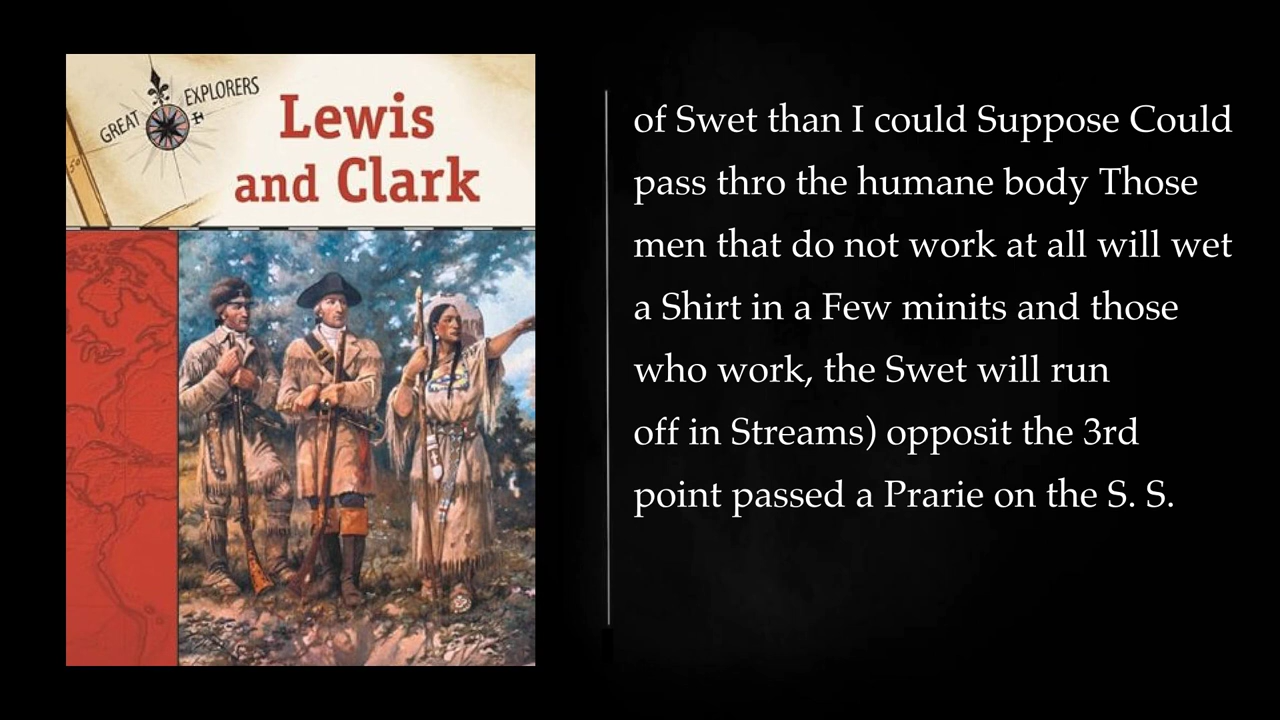 GREAT EXPLORERS
Lewis
and Clark
of Swet than I could Suppose Could
pass thro the humane body Those
men that do not work at all will wet
a Shirt in a Few minits and those
who work, the Swet will run
off in Streams) opposit the 3rd
point passed a Prarie on the S. S.